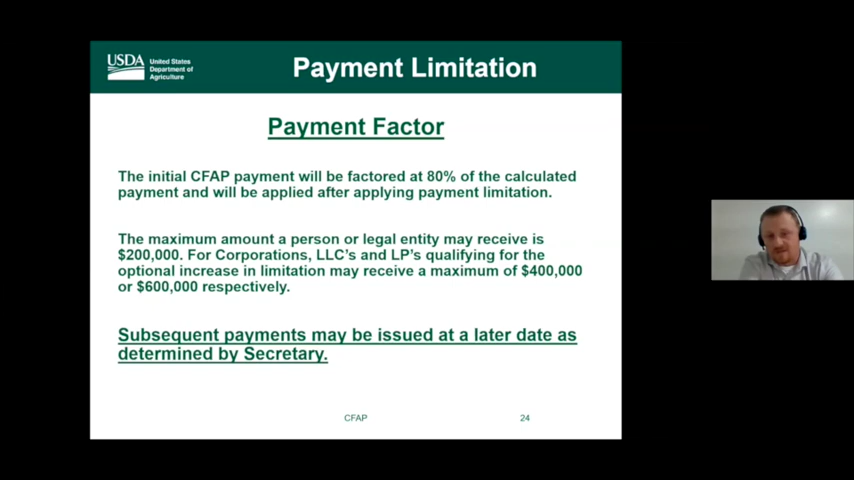 USDA
United States
Department of
Agriculture
Payment Limitation
Payment Factor
The initial CFAP payment will be factored at 80% of the calculated
payment and will be applied after applying payment limitation.
The maximum amount a person or legal entity may receive is
$200,000. For Corporations, LLC's and LP's qualifying for the
optional increase in limitation may receive a maximum of $400,000
or $600,000 respectively.
Subsequent payments may be issued at a later date as
determined by Secretary.
CFAP
24